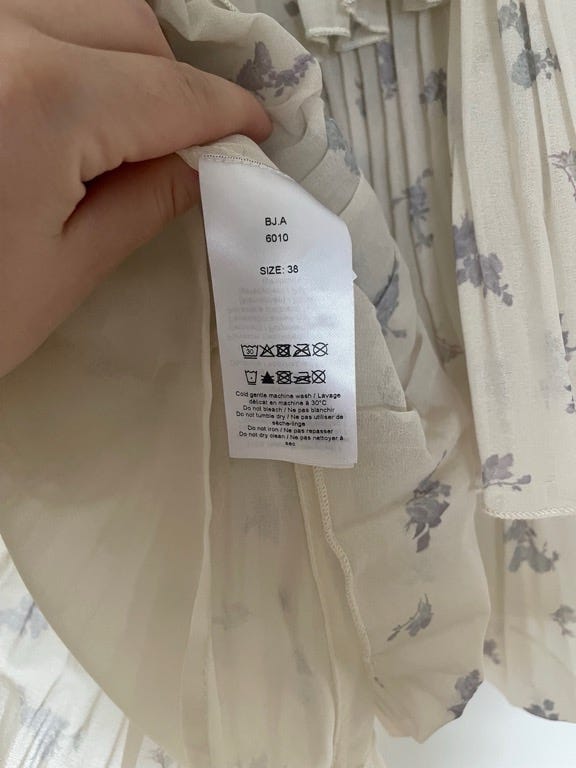 BJ.A
6010
SIZE: 38
30
Cold gentle machine wash / Lavage
délicat en machine à 30°C
Do not bleach / Ne pas blanchir
Do not tumble dry / Ne pas utiliser de
sèche-linge
Do not iron / Ne pas repasser
Do not dry clean / Ne pas nettoyer à
sec